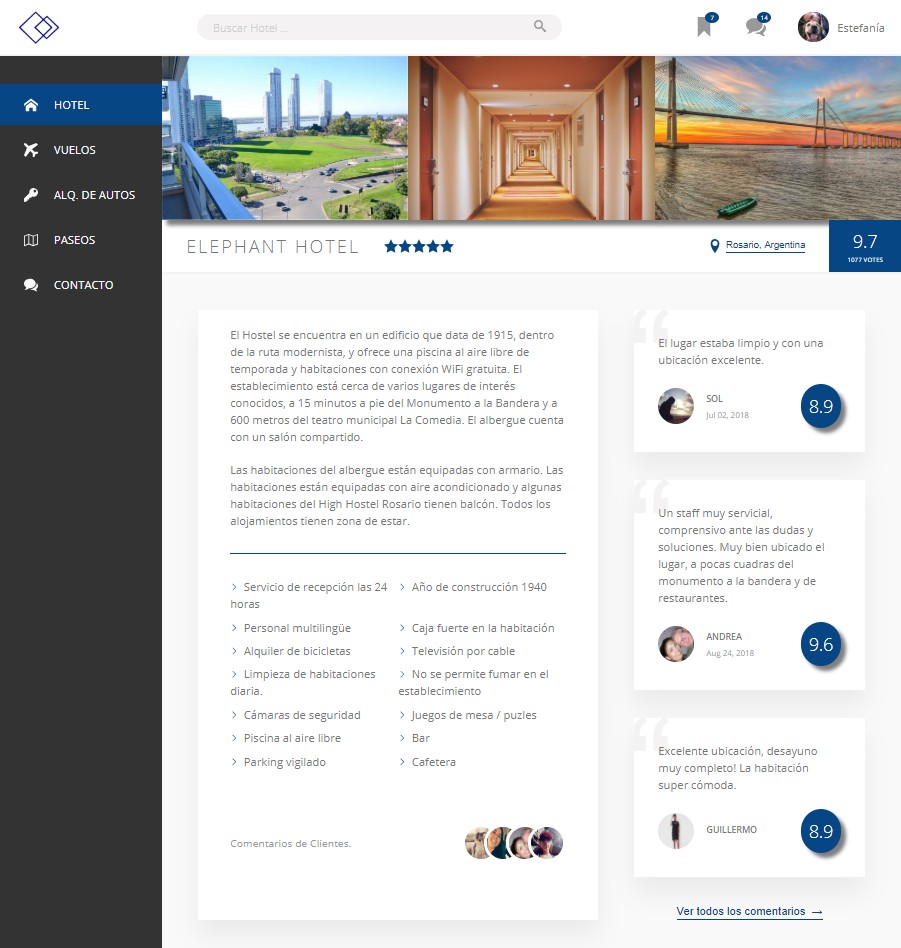 Buscar Hotel ...
7
14
Estefanía
HOTEL
VUELOS
ALQ. DE AUTOS
PASEOS
CONTACTO
ELEPHANT HOTEL
Rosario, Argentina
9.7
1077 VOTES
El Hostel se encuentra en un edificio que data de 1915, dentro
de la ruta modernista, y ofrece una piscina al aire libre de
temporada y habitaciones con conexión WiFi gratuita. El
establecimiento está cerca de varios lugares de interés
conocidos, a 15 minutos a pie del Monumento a la Bandera y a
600 metros del teatro municipal La Comedia. El albergue cuenta
con un salón compartido.
Las habitaciones del albergue están equipadas con armario. Las
habitaciones están equipadas con aire acondicionado y algunas
habitaciones del High Hostel Rosario tienen balcón. Todos los
alojamientos tienen zona de estar.
Servicio de recepción las 24
horas
Personal multilingüe
Alquiler de bicicletas
Limpieza de habitaciones
diaria.
Cámaras de seguridad
Piscina al aire libre
Parking vigilado
Año de construcción 1940
Caja fuerte en la habitación
Televisión por cable
No se permite fumar en el
establecimiento
Juegos de mesa / puzles
Bar
Cafetera
Comentarios de Clientes.
El lugar estaba limpio y con una
ubicación excelente.
SOL
Jul 02, 2018
8.9
Un staff muy servicial,
comprensivo ante las dudas y
soluciones. Muy bien ubicado el
lugar, a pocas cuadras del
monumento a la bandera y de
restaurantes.
ANDREA
Aug 24, 2018
9.6
Excelente ubicación, desayuno
muy completo! La habitación
super cómoda.
GUILLERMO
8.9
Ver todos los comentarios →